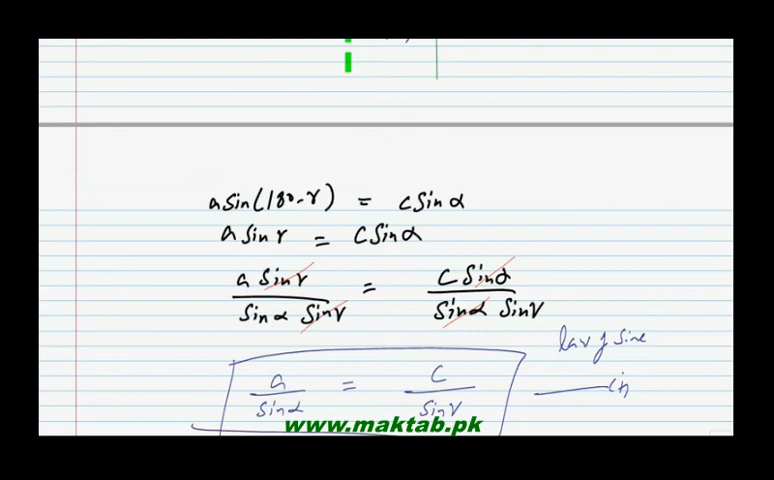 a sin(180-γ) = c sin α
a sin γ = c sin α
a sin γ / sin α sin γ = c sin α / sin α sin γ
law of sine
a / sin α = c / sin γ
www.maktab.pk